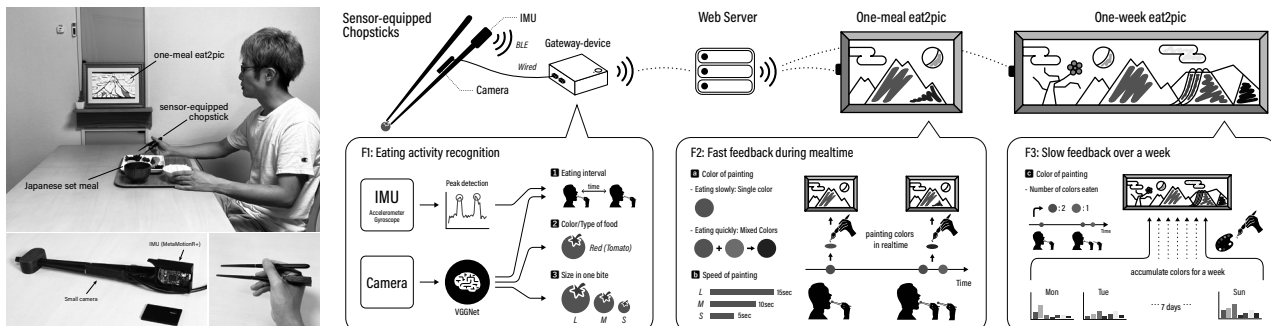 one-meal eat2pic
sensor-equipped
chopstick
Japanese set meal
IMU (MetaMotionR+)
Small camera
Sensor-equipped
Chopsticks
IMU
BLE
Wired
Camera
Gateway-device
Web Server
One-meal eat2pic
One-week eat2pic
F1: Eating activity recognition
IMU
Accelerometer
Gyroscope
Peak detection
Camera
VGGNet
1 Eating interval
time
2 Color/Type of food
Red (Tomato)
3 Size in one bite
L M S
F2: Fast feedback during mealtime
a Color of painting
- Eating slowly: Single color
- Eating quickly: Mixed Colors
+
b Speed of painting
L 15sec
M 10sec
S 5sec
painting colors
in realtime
Time
F3: Slow feedback over a week
c Color of painting
- Number of colors eaten
: 2 : 1
Time
accumulate colors for a week
Mon Tue 7 days Sun